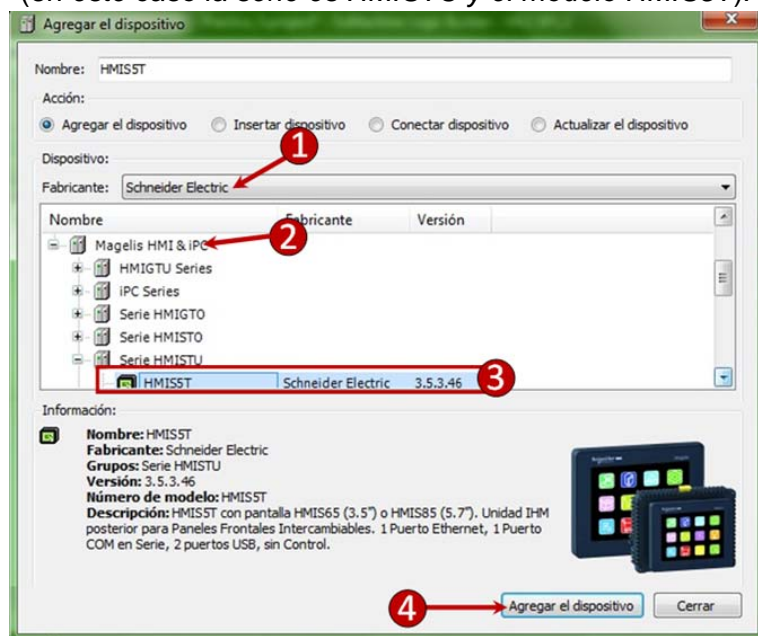 (en este caso la serie es HMIGTO y el modelo HMIS5T).
Agregar el dispositivo
Nombre: HMIS5T
Acción:
Agregar el dispositivo Insertar dispositivo Conectar dispositivo Actualizar el dispositivo
1
Dispositivo:
Fabricante: Schneider Electric
Nombre Fabricante Versión
Magelis HMI & iPC 2
HMIGTU Series
iPC Series
Serie HMIGTO
Serie HMISTO
Serie HMISTU
HMIS5T Schneider Electric 3.5.3.46 3
Información:
Nombre: HMIS5T
Fabricante: Schneider Electric
Grupos: Serie HMISTU
Versión: 3.5.3.46
Número de modelo: HMIS5T
Descripción: HMIS5T con pantalla HMIS65 (3.5") o HMIS85 (5.7"). Unidad IHM
posterior para Paneles Frontales Intercambiables. 1 Puerto Ethernet, 1 Puerto
COM en Serie, 2 puertos USB, sin Control.
4 Agregar el dispositivo Cerrar